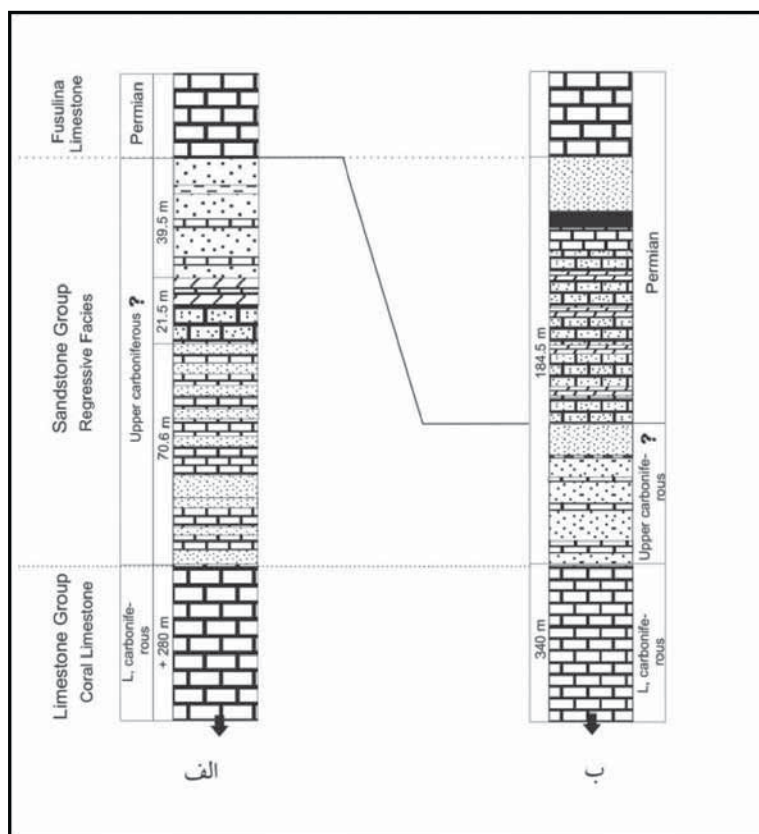 Fusulina
Limestone
Permian
Sandstone Group
Regressive Facies
Upper carboniferous ?
39.5 m
21.5 m
70.6 m
Limestone Group
Coral Limestone
L, carbonife-
rous
+ 280 m
الف
Permian
184.5 m
Upper carbonife-
rous ?
340 m
L, carbonife-
rous
ب